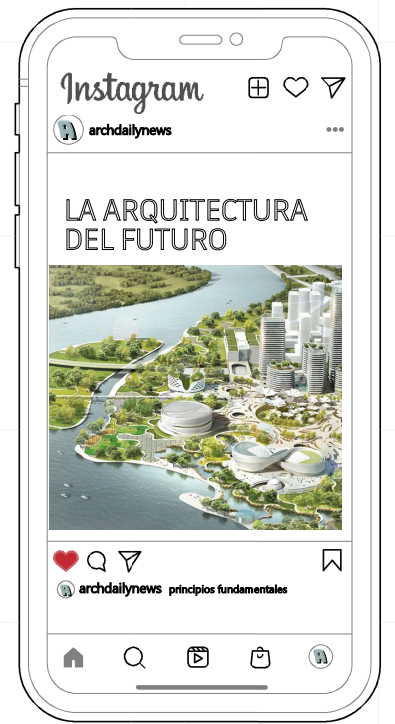 Instagram
archdailynews
LA ARQUITECTURA
DEL FUTURO
archdailynews principios fundamentales